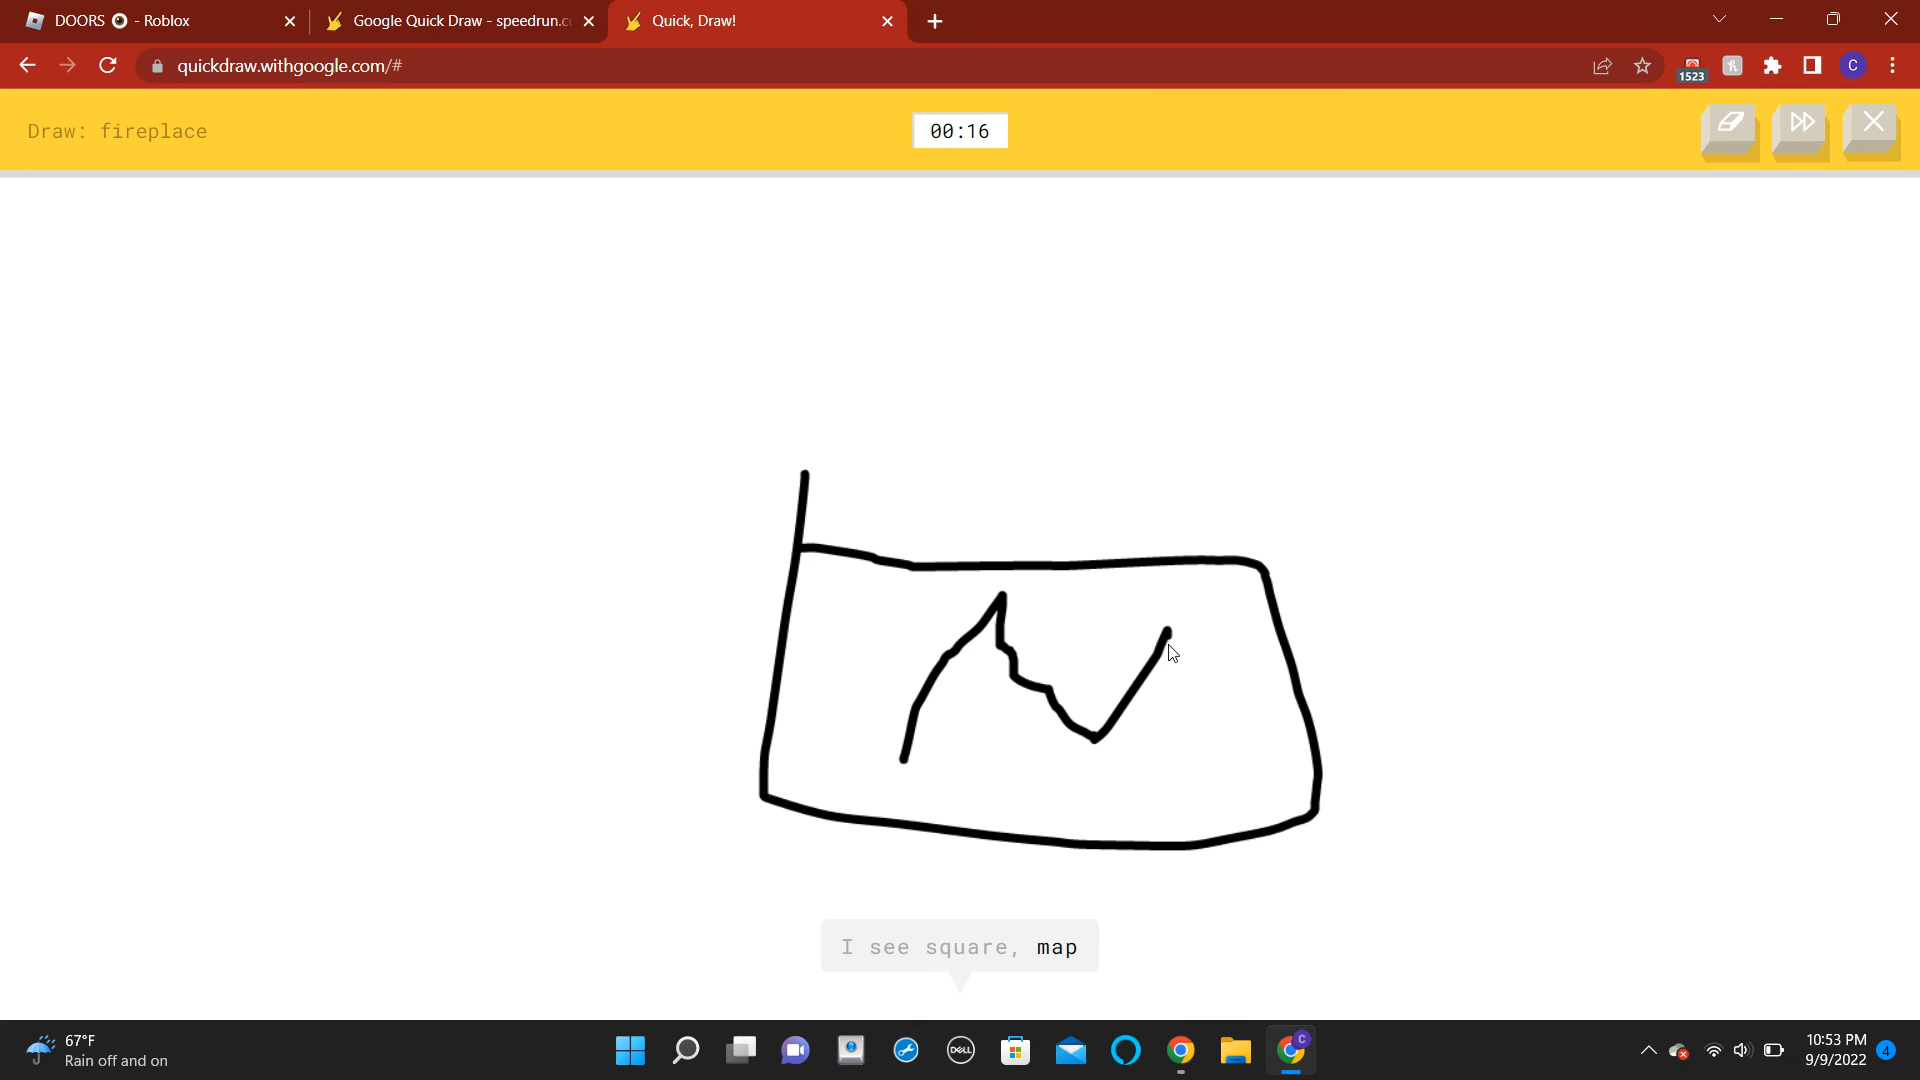 DOORS - Roblox
Google Quick Draw - speedrun.c
Quick, Draw!
quickdraw.withgoogle.com/#
1523
C
Draw: fireplace
00:16
I see square, map
67°F
Rain off and on
DELL
C
10:53 PM
9/9/2022
4